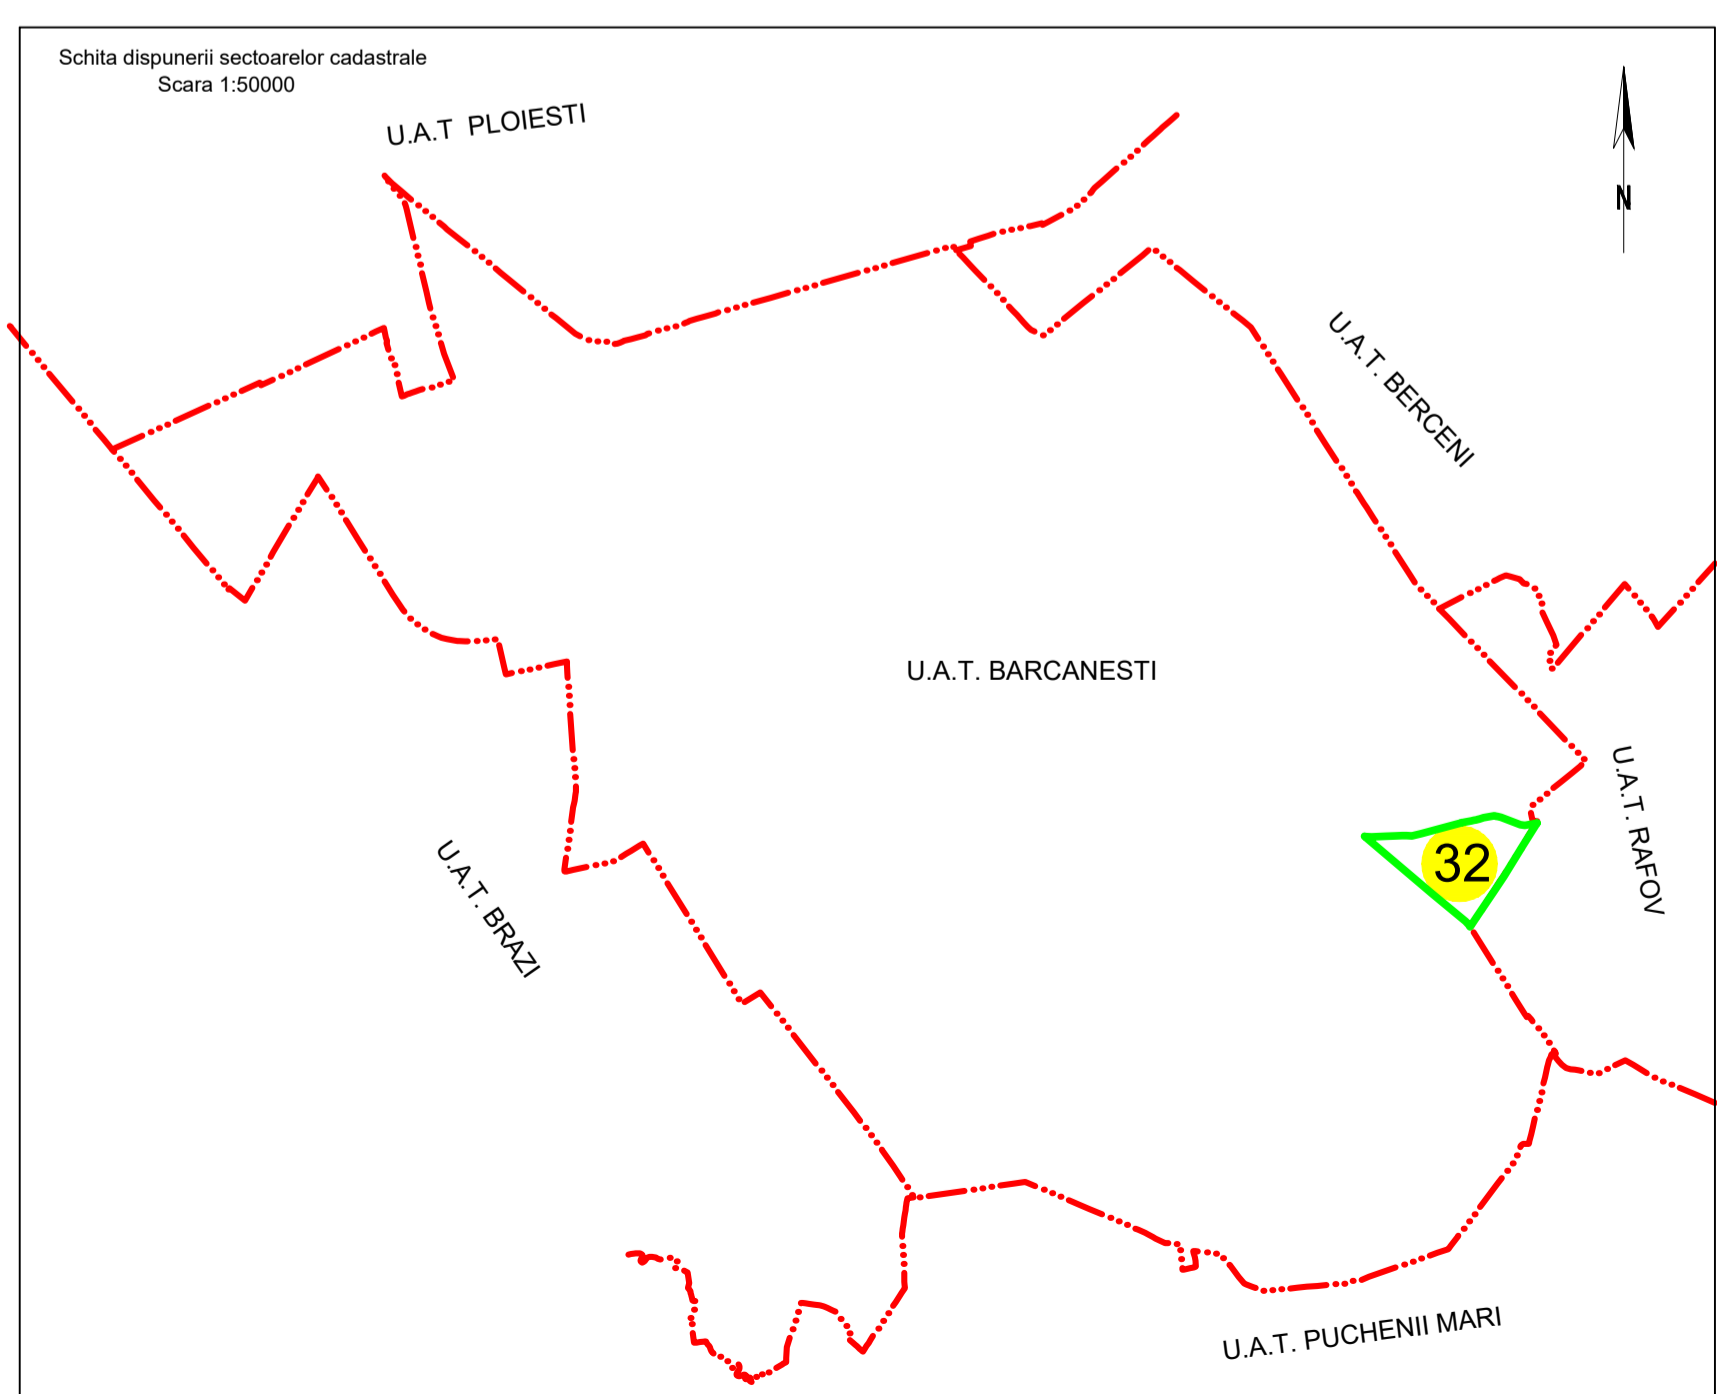 Schita dispunerii sectoarelor cadastrale
Scara 1:50000
U.A.T PLOIESTI
N
U.A.T. BERCENI
U.A.T. BARCANESTI
U.A.T. RAFOV
32
U.A.T. BRAZI
U.A.T. PUCHENII MARI